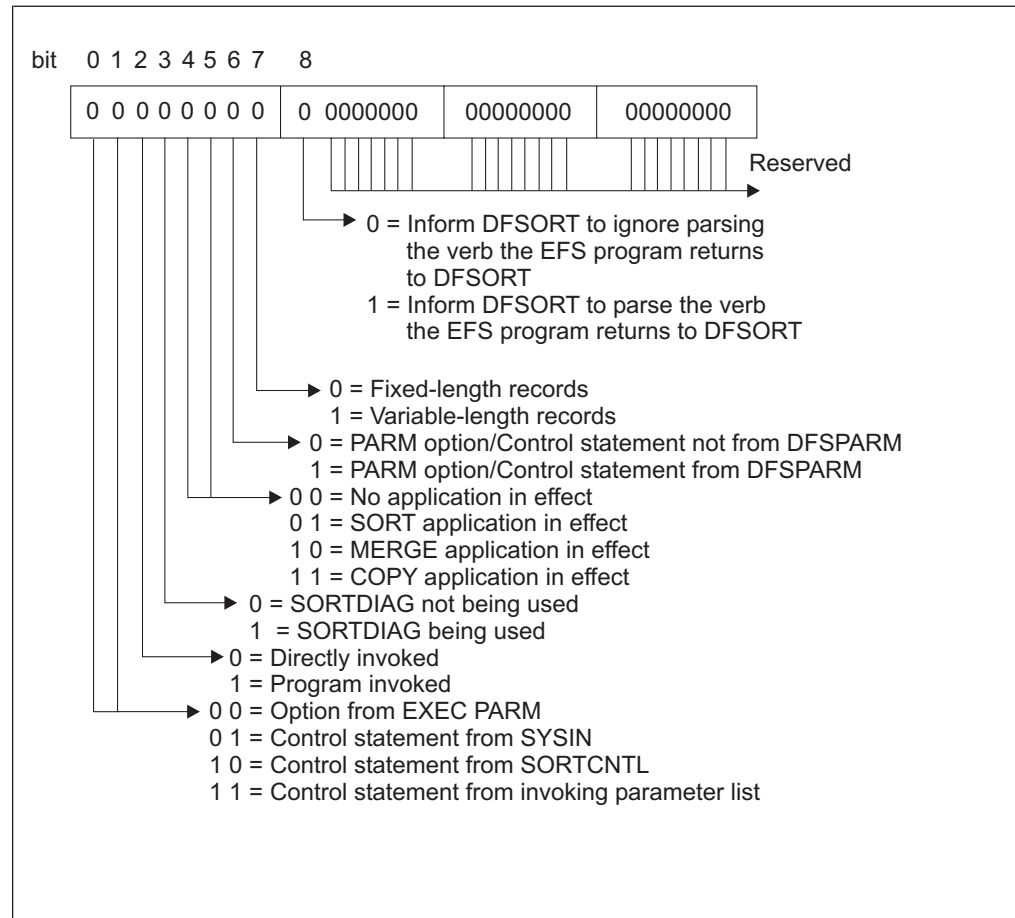 bit 0 1 2 3 4 5 6 7 8
0 0 0 0 0 0 0 0 0 0000000 00000000 00000000
Reserved
0 = Inform DFSORT to ignore parsing
the verb the EFS program returns
to DFSORT
1 = Inform DFSORT to parse the verb
the EFS program returns to DFSORT
0 = Fixed-length records
1 = Variable-length records
0 = PARM option/Control statement not from DFSPARM
1 = PARM option/Control statement from DFSPARM
0 0 = No application in effect
0 1 = SORT application in effect
1 0 = MERGE application in effect
1 1 = COPY application in effect
0 = SORTDIAG not being used
1 = SORTDIAG being used
0 = Directly invoked
1 = Program invoked
0 0 = Option from EXEC PARM
0 1 = Control statement from SYSIN
1 0 = Control statement from SORTCNTL
1 1 = Control statement from invoking parameter list